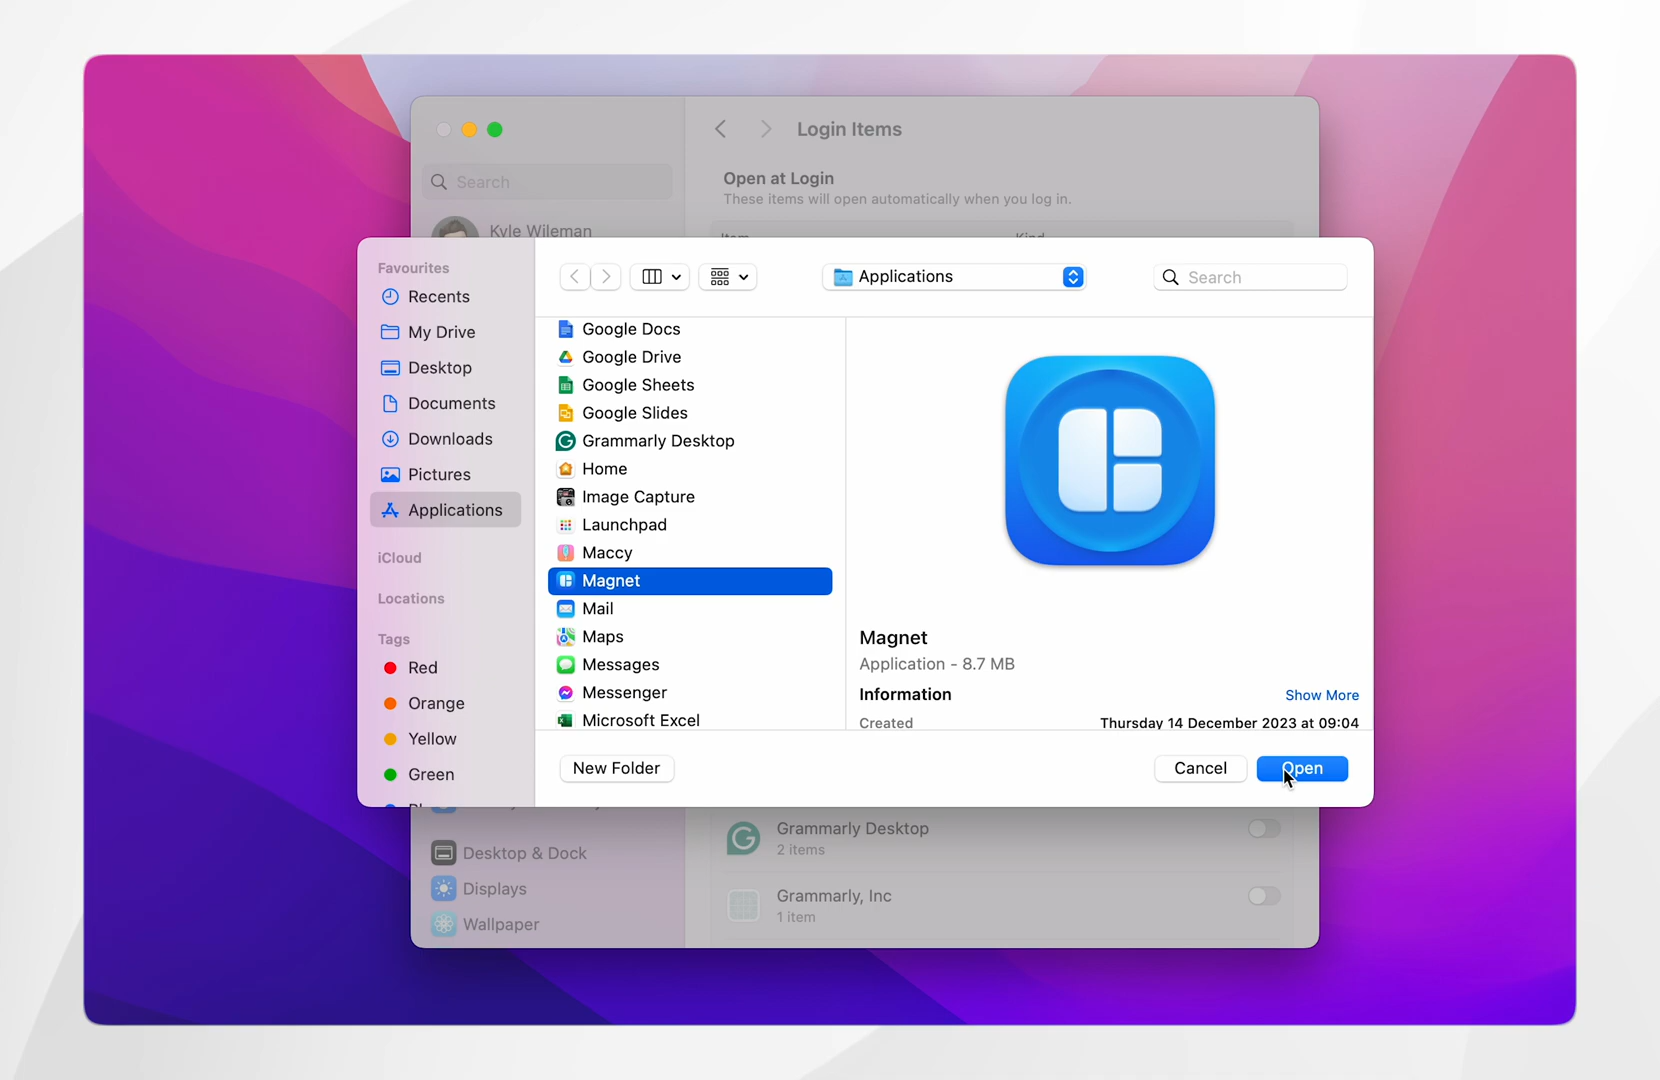 Login Items
Search
Open at Login
These items will open automatically when you log in.
Kyle Wileman
Favourites
Recents
My Drive
Desktop
Documents
Downloads
Pictures
Applications
iCloud
Locations
Tags
Red
Orange
Yellow
Green
Applications
Search
Google Docs
Google Drive
Google Sheets
Google Slides
Grammarly Desktop
Home
Image Capture
Launchpad
Maccy
Magnet
Mail
Maps
Messages
Messenger
Microsoft Excel
Magnet
Application - 8.7 MB
Information
Show More
Created
Thursday 14 December 2023 at 09:04
New Folder
Cancel
Open
Desktop & Dock
Displays
Wallpaper
Grammarly Desktop
2 items
Grammarly, Inc
1 item